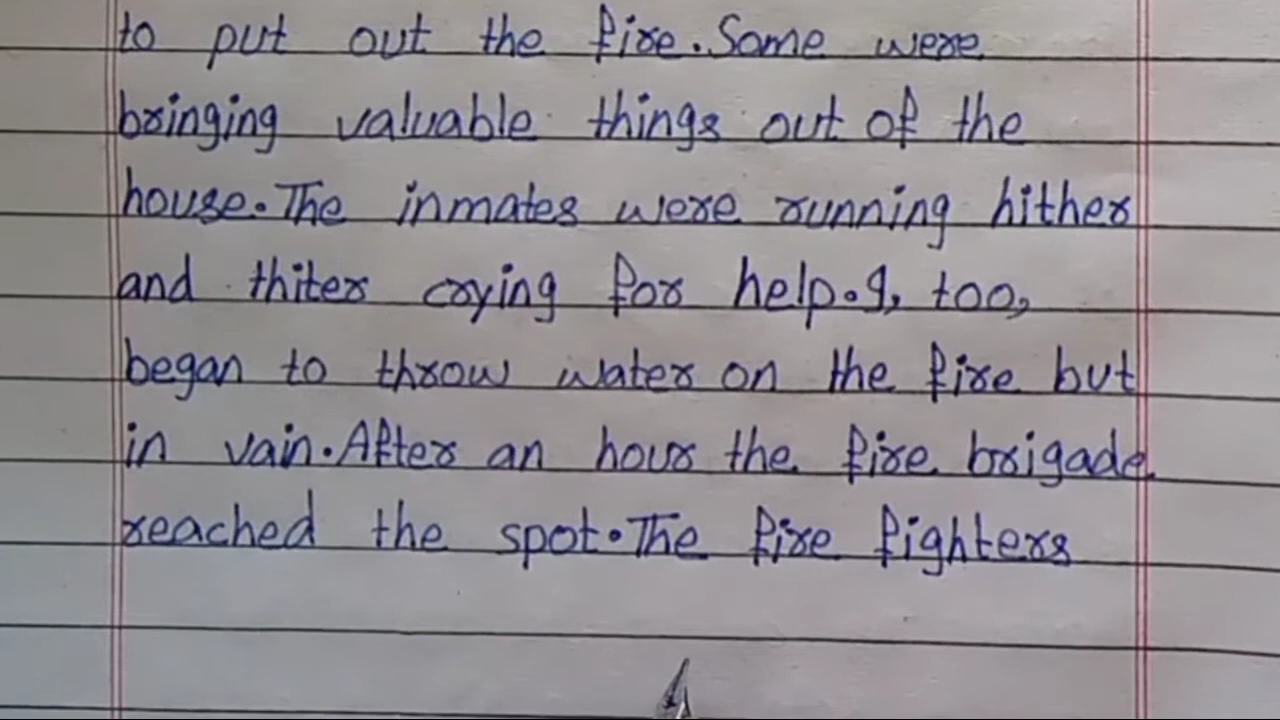 to put out the fire. Some were
bringing valuable things out of the
house. The inmates were running hither
and thiter crying for help. I, too,
began to throw water on the fire but
in vain. After an hour the fire brigade
reached the spot. The fire fighters